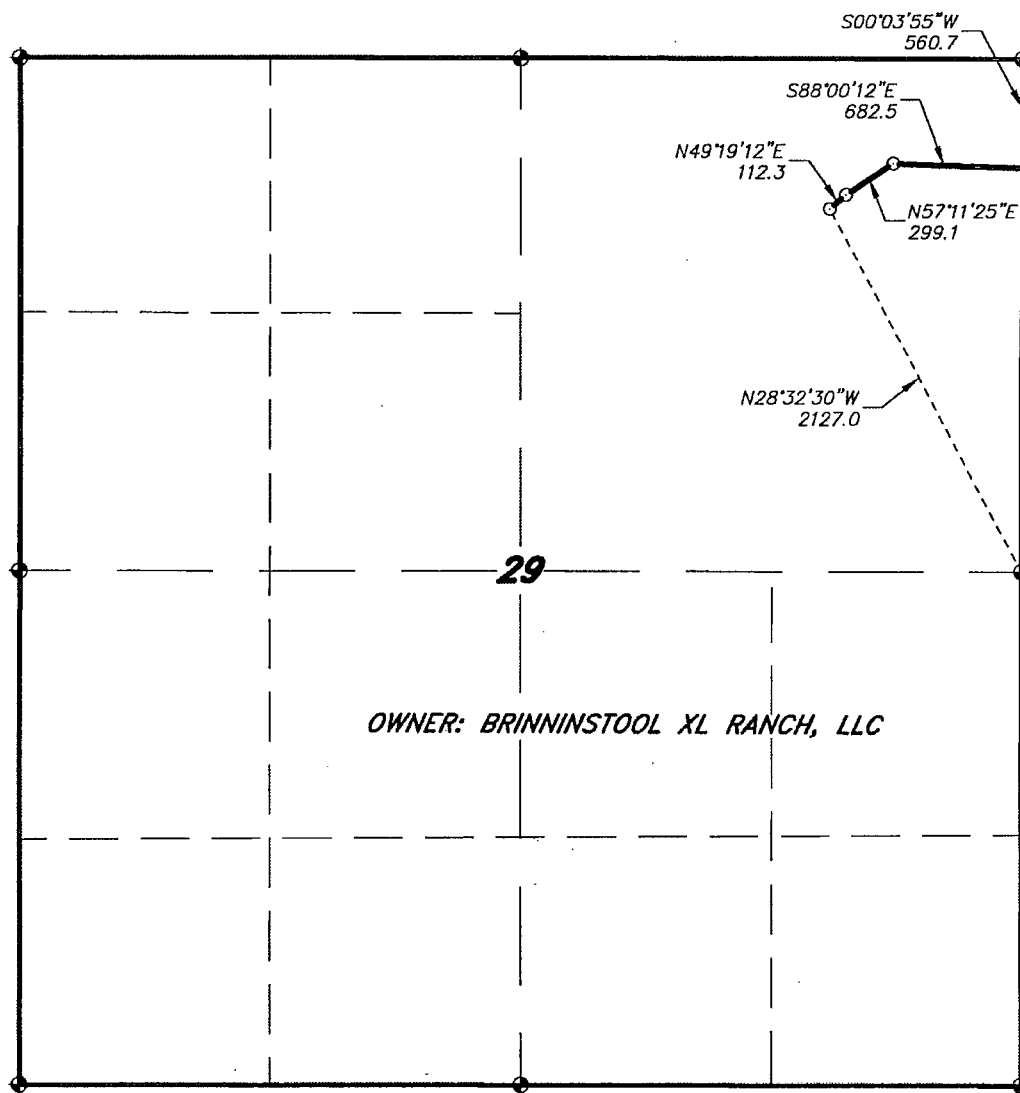 S00°03'55"W
560.7
S88°00'12"E
682.5
N49°19'12"E
112.3
N57°11'25"E
299.1
N28°32'30"W
2127.0
29
OWNER: BRINNINSTOOL XL RANCH, LLC